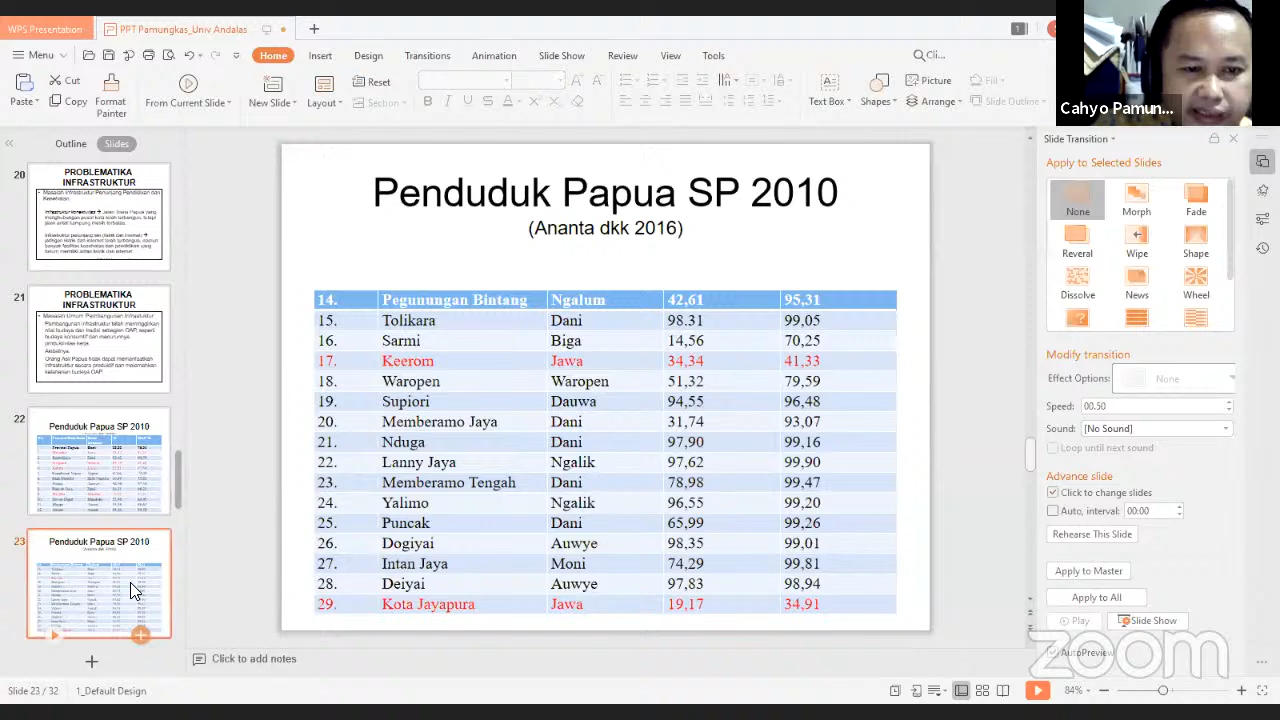 WPS Presentation
PPT Pamungkas_Univ Andalas
1
Menu
Home
Insert
Design
Transitions
Animation
Slide Show
Review
View
Tools
Cli...
Paste
Cut
Copy
Format
Painter
From Current Slide
New Slide
Layout
Reset
Section
B I U S A
Text Box
Shapes
Picture
Arrange
Fill
Slide Outline
Cahyo Pamun...
Outline
Slides
20
PROBLEMATIKA
INFRASTRUKTUR
21
PROBLEMATIKA
INFRASTRUKTUR
22
Penduduk Papua SP 2010
23
Penduduk Papua SP 2010
(Ananta dkk 2016)
Penduduk Papua SP 2010
(Ananta dkk 2016)
14. Pegunungan Bintang Ngalum 42,61 95,31
15. Tolikara Dani 98.31 99,05
16. Sarmi Biga 14,56 70,25
17. Keerom Jawa 34,34 41,33
18. Waropen Waropen 51,32 79,59
19. Supiori Dauwa 94,55 96,48
20. Memberamo Jaya Dani 31,74 93,07
21. Nduga Dani 97,90 99,16
22. Lanny Jaya Ngalik 97,62 99,90
23. Memberamo Tengah Dani 78,98 99,47
24. Yalimo Ngalik 96,55 99,20
25. Puncak Dani 65,99 99,26
26. Dogiyai Auwye 98,35 99,01
27. Intan Jaya Moni 74,29 99,81
28. Deiyai Auwye 97,83 98,94
29. Kota Jayapura Jawa 19,17 34,91
Click to add notes
Slide 23 / 32
1_Default Design
84%
Slide Transition
Apply to Selected Slides
None
Morph
Fade
Reveral
Wipe
Shape
Dissolve
News
Wheel
Modify transition
Effect Options:
None
Speed: 00.50
Sound: [No Sound]
Loop until next sound
Advance slide
Click to change slides
Auto, interval: 00:00
Rehearse This Slide
Apply to Master
Apply to All
Play
Slide Show
AutoPreview
zoom